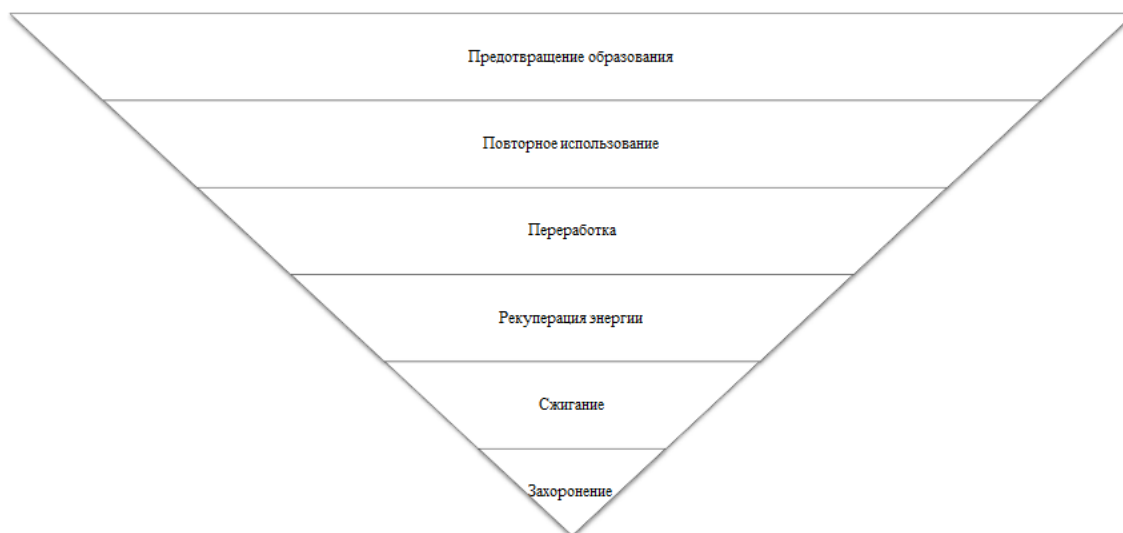 Предотвращение образования
Повторное использование
Переработка
Рекуперация энергии
Сжигание
Захоронение